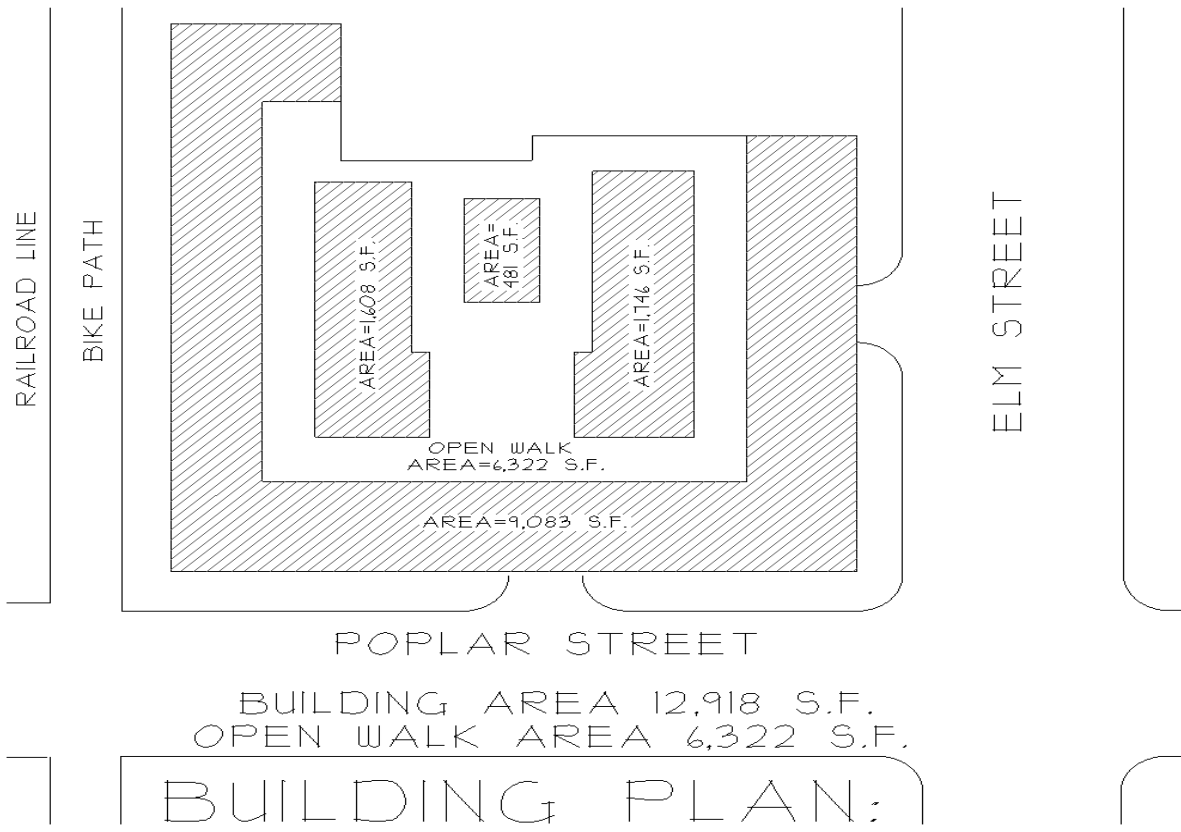 RAILROAD LINE
BIKE PATH
AREA=1,608 S.F.
AREA=
481 S.F.
AREA=1,746 S.F.
ELM STREET
OPEN WALK
AREA=6,322 S.F.
AREA=9,083 S.F.
POPLAR STREET
BUILDING AREA 12,918 S.F.
OPEN WALK AREA 6,322 S.F.
BUILDING PLAN: